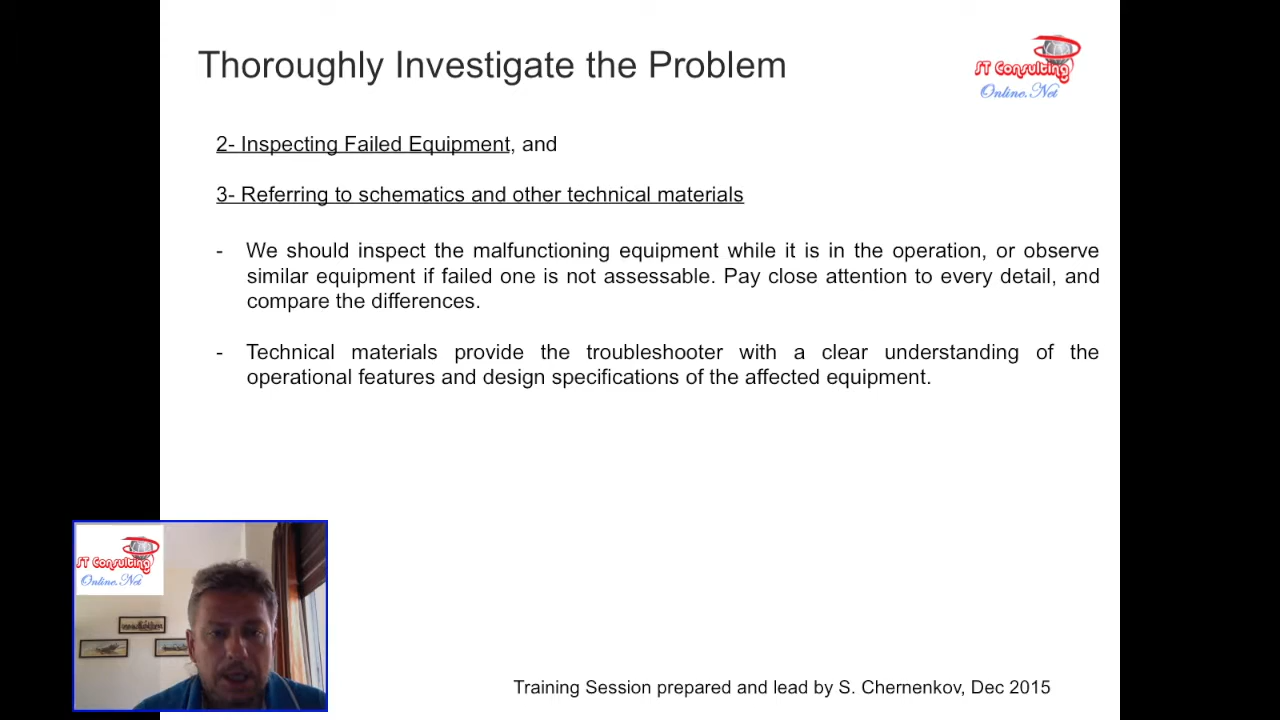 Thoroughly Investigate the Problem
ST Consulting
Online.Net
2- Inspecting Failed Equipment, and
3- Referring to schematics and other technical materials
- We should inspect the malfunctioning equipment while it is in the operation, or observe
similar equipment if failed one is not assessable. Pay close attention to every detail, and
compare the differences.
- Technical materials provide the troubleshooter with a clear understanding of the
operational features and design specifications of the affected equipment.
ST Consulting
Online.Net
Training Session prepared and lead by S. Chernenkov, Dec 2015